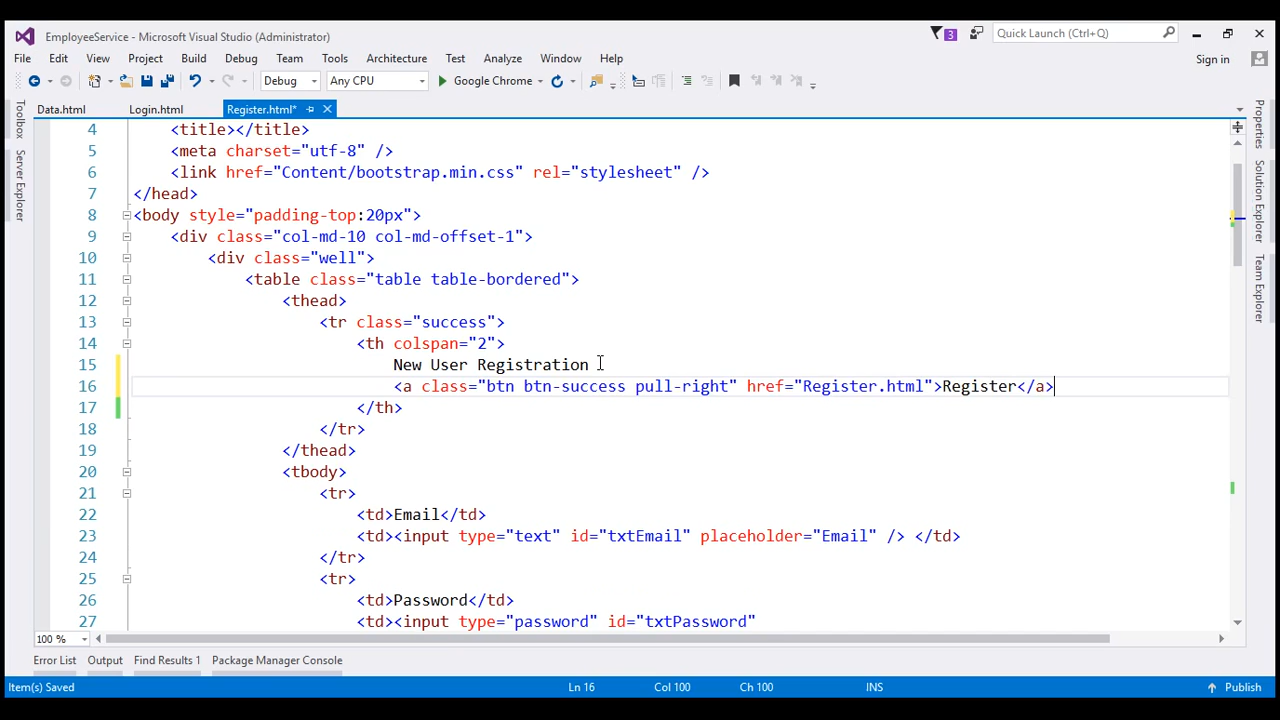 EmployeeService - Microsoft Visual Studio (Administrator)
3
Quick Launch (Ctrl+Q)
File Edit View Project Build Debug Team Tools Architecture Test Analyze Window Help
Sign in
Debug Any CPU Google Chrome
Data.html Login.html Register.html*
Toolbox
Server Explorer
Properties
Solution Explorer
Team Explorer
4 <title></title>
5 <meta charset="utf-8" />
6 <link href="Content/bootstrap.min.css" rel="stylesheet" />
7 </head>
8 <body style="padding-top:20px">
9 <div class="col-md-10 col-md-offset-1">
10 <div class="well">
11 <table class="table table-bordered">
12 <thead>
13 <tr class="success">
14 <th colspan="2">
15 New User Registration
16 <a class="btn btn-success pull-right" href="Register.html">Register</a>
17 </th>
18 </tr>
19 </thead>
20 <tbody>
21 <tr>
22 <td>Email</td>
23 <td><input type="text" id="txtEmail" placeholder="Email" /> </td>
24 </tr>
25 <tr>
26 <td>Password</td>
27 <td><input type="password" id="txtPassword"
100 %
Error List Output Find Results 1 Package Manager Console
Item(s) Saved Ln 16 Col 100 Ch 100 INS Publish